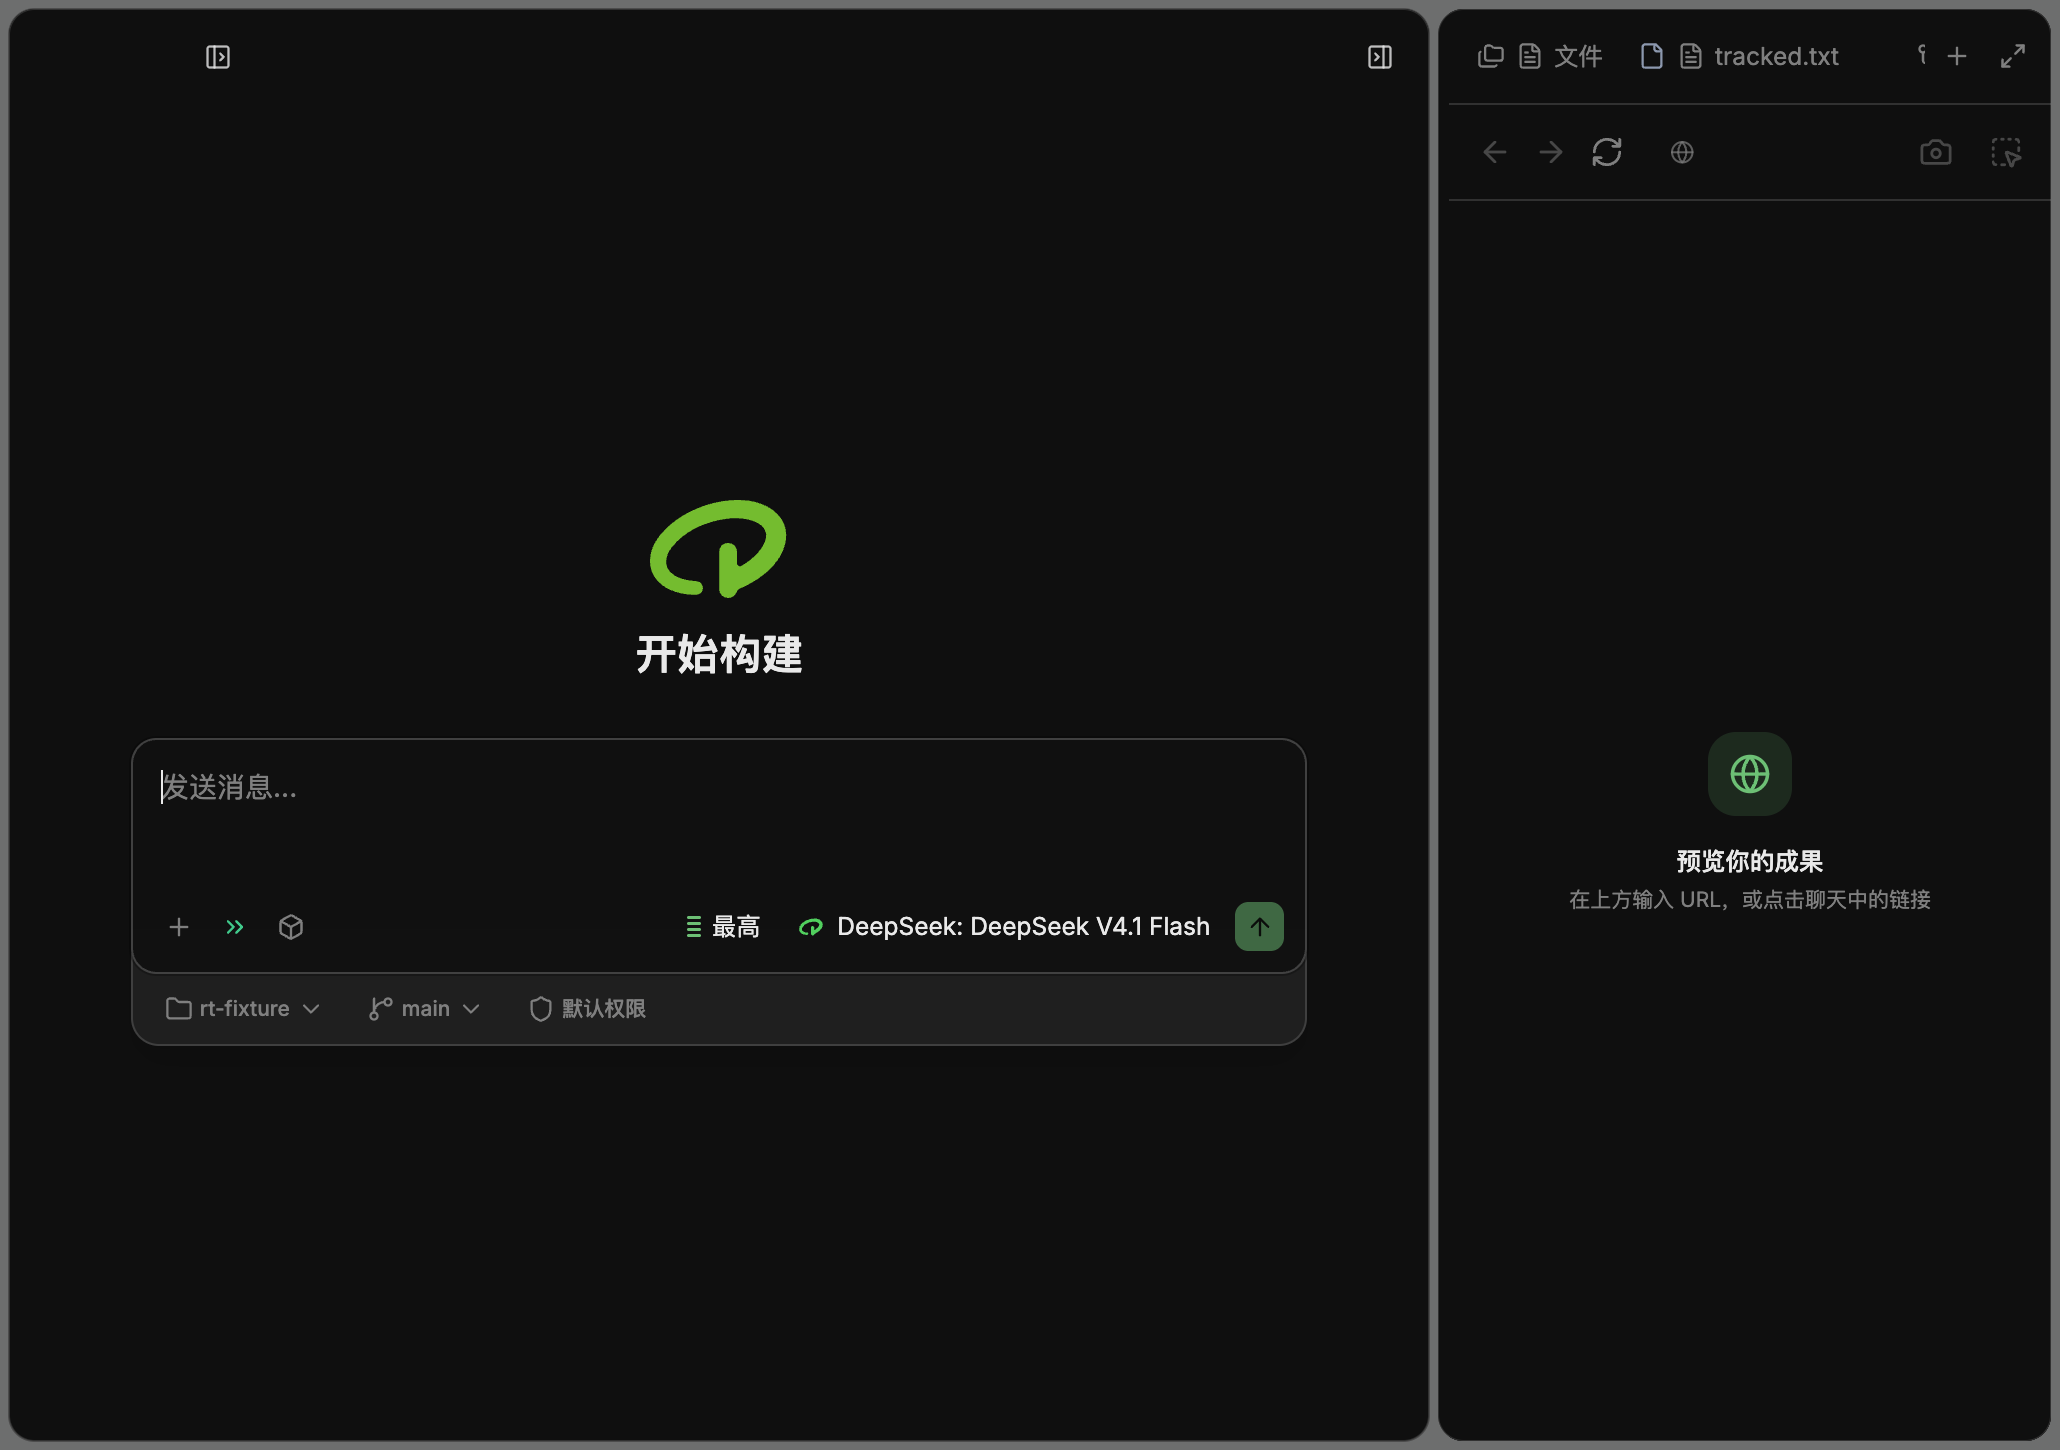 文件
tracked.txt
开始构建
发送消息...
最高
DeepSeek: DeepSeek V4.1 Flash
rt-fixture
main
默认权限
预览你的成果
在上方输入 URL，或点击聊天中的链接